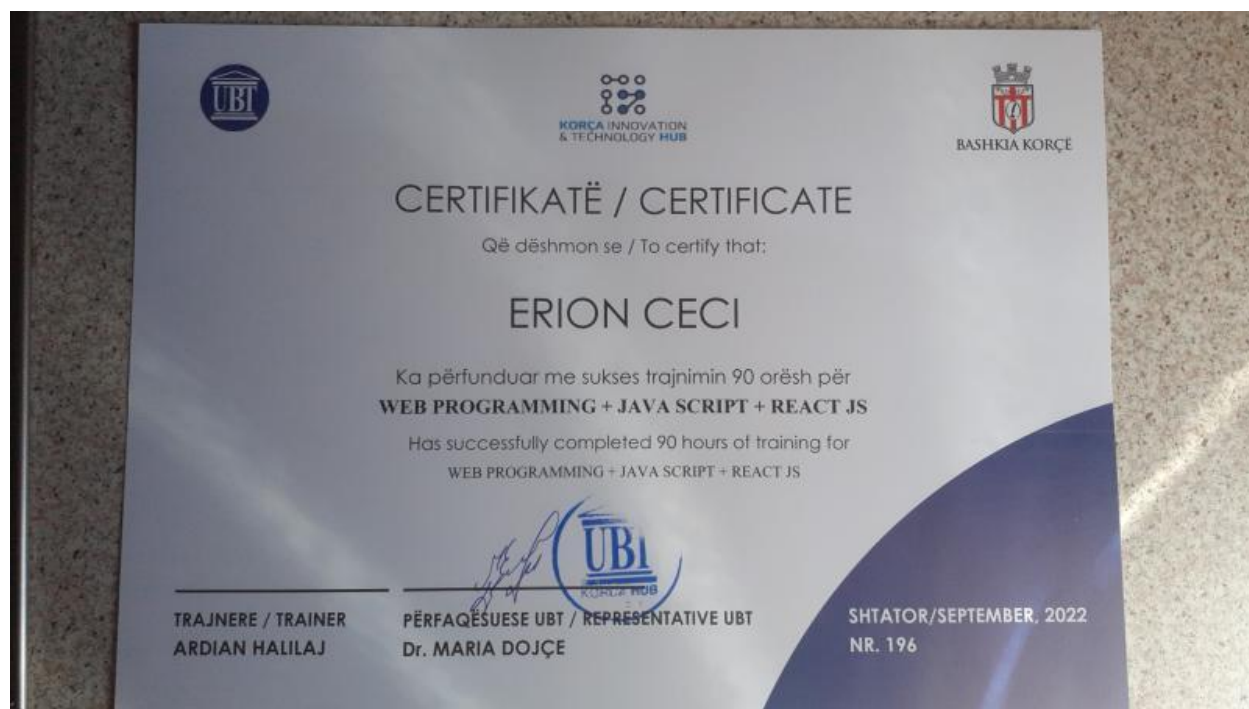 UBT
KORÇA INNOVATION
& TECHNOLOGY HUB
BASHKIA KORÇË
CERTIFIKATË / CERTIFICATE
Që dëshmon se / To certify that:
ERION CECI
Ka përfunduar me sukses trajnimin 90 orësh për
WEB PROGRAMMING + JAVA SCRIPT + REACT JS
Has successfully completed 90 hours of training for
WEB PROGRAMMING + JAVA SCRIPT + REACT JS
UBT
KORÇA HUB
TRAJNERE / TRAINER
ARDIAN HALILAJ
PËRFAQËSUESE UBT / REPRESENTATIVE UBT
Dr. MARIA DOJÇE
SHTATOR/SEPTEMBER, 2022
NR. 196